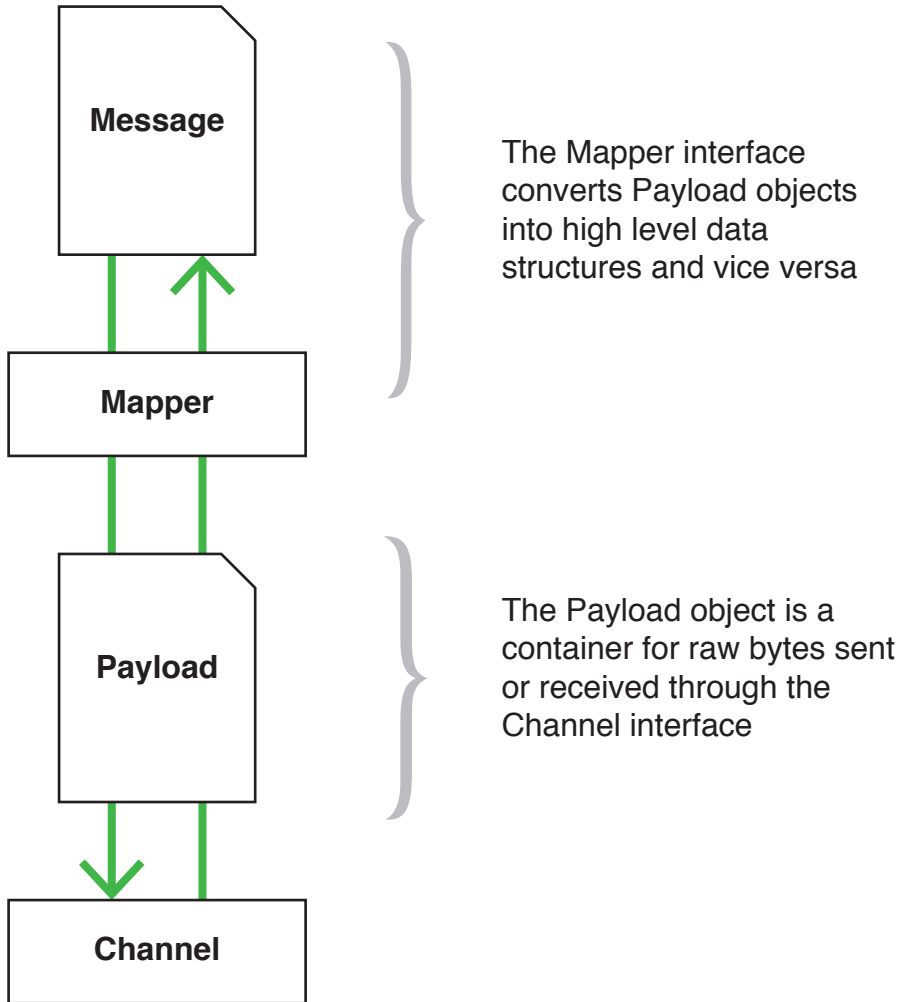 Message
The Mapper interface
converts Payload objects
into high level data
structures and vice versa
Mapper
Payload
The Payload object is a
container for raw bytes sent
or received through the
Channel interface
Channel